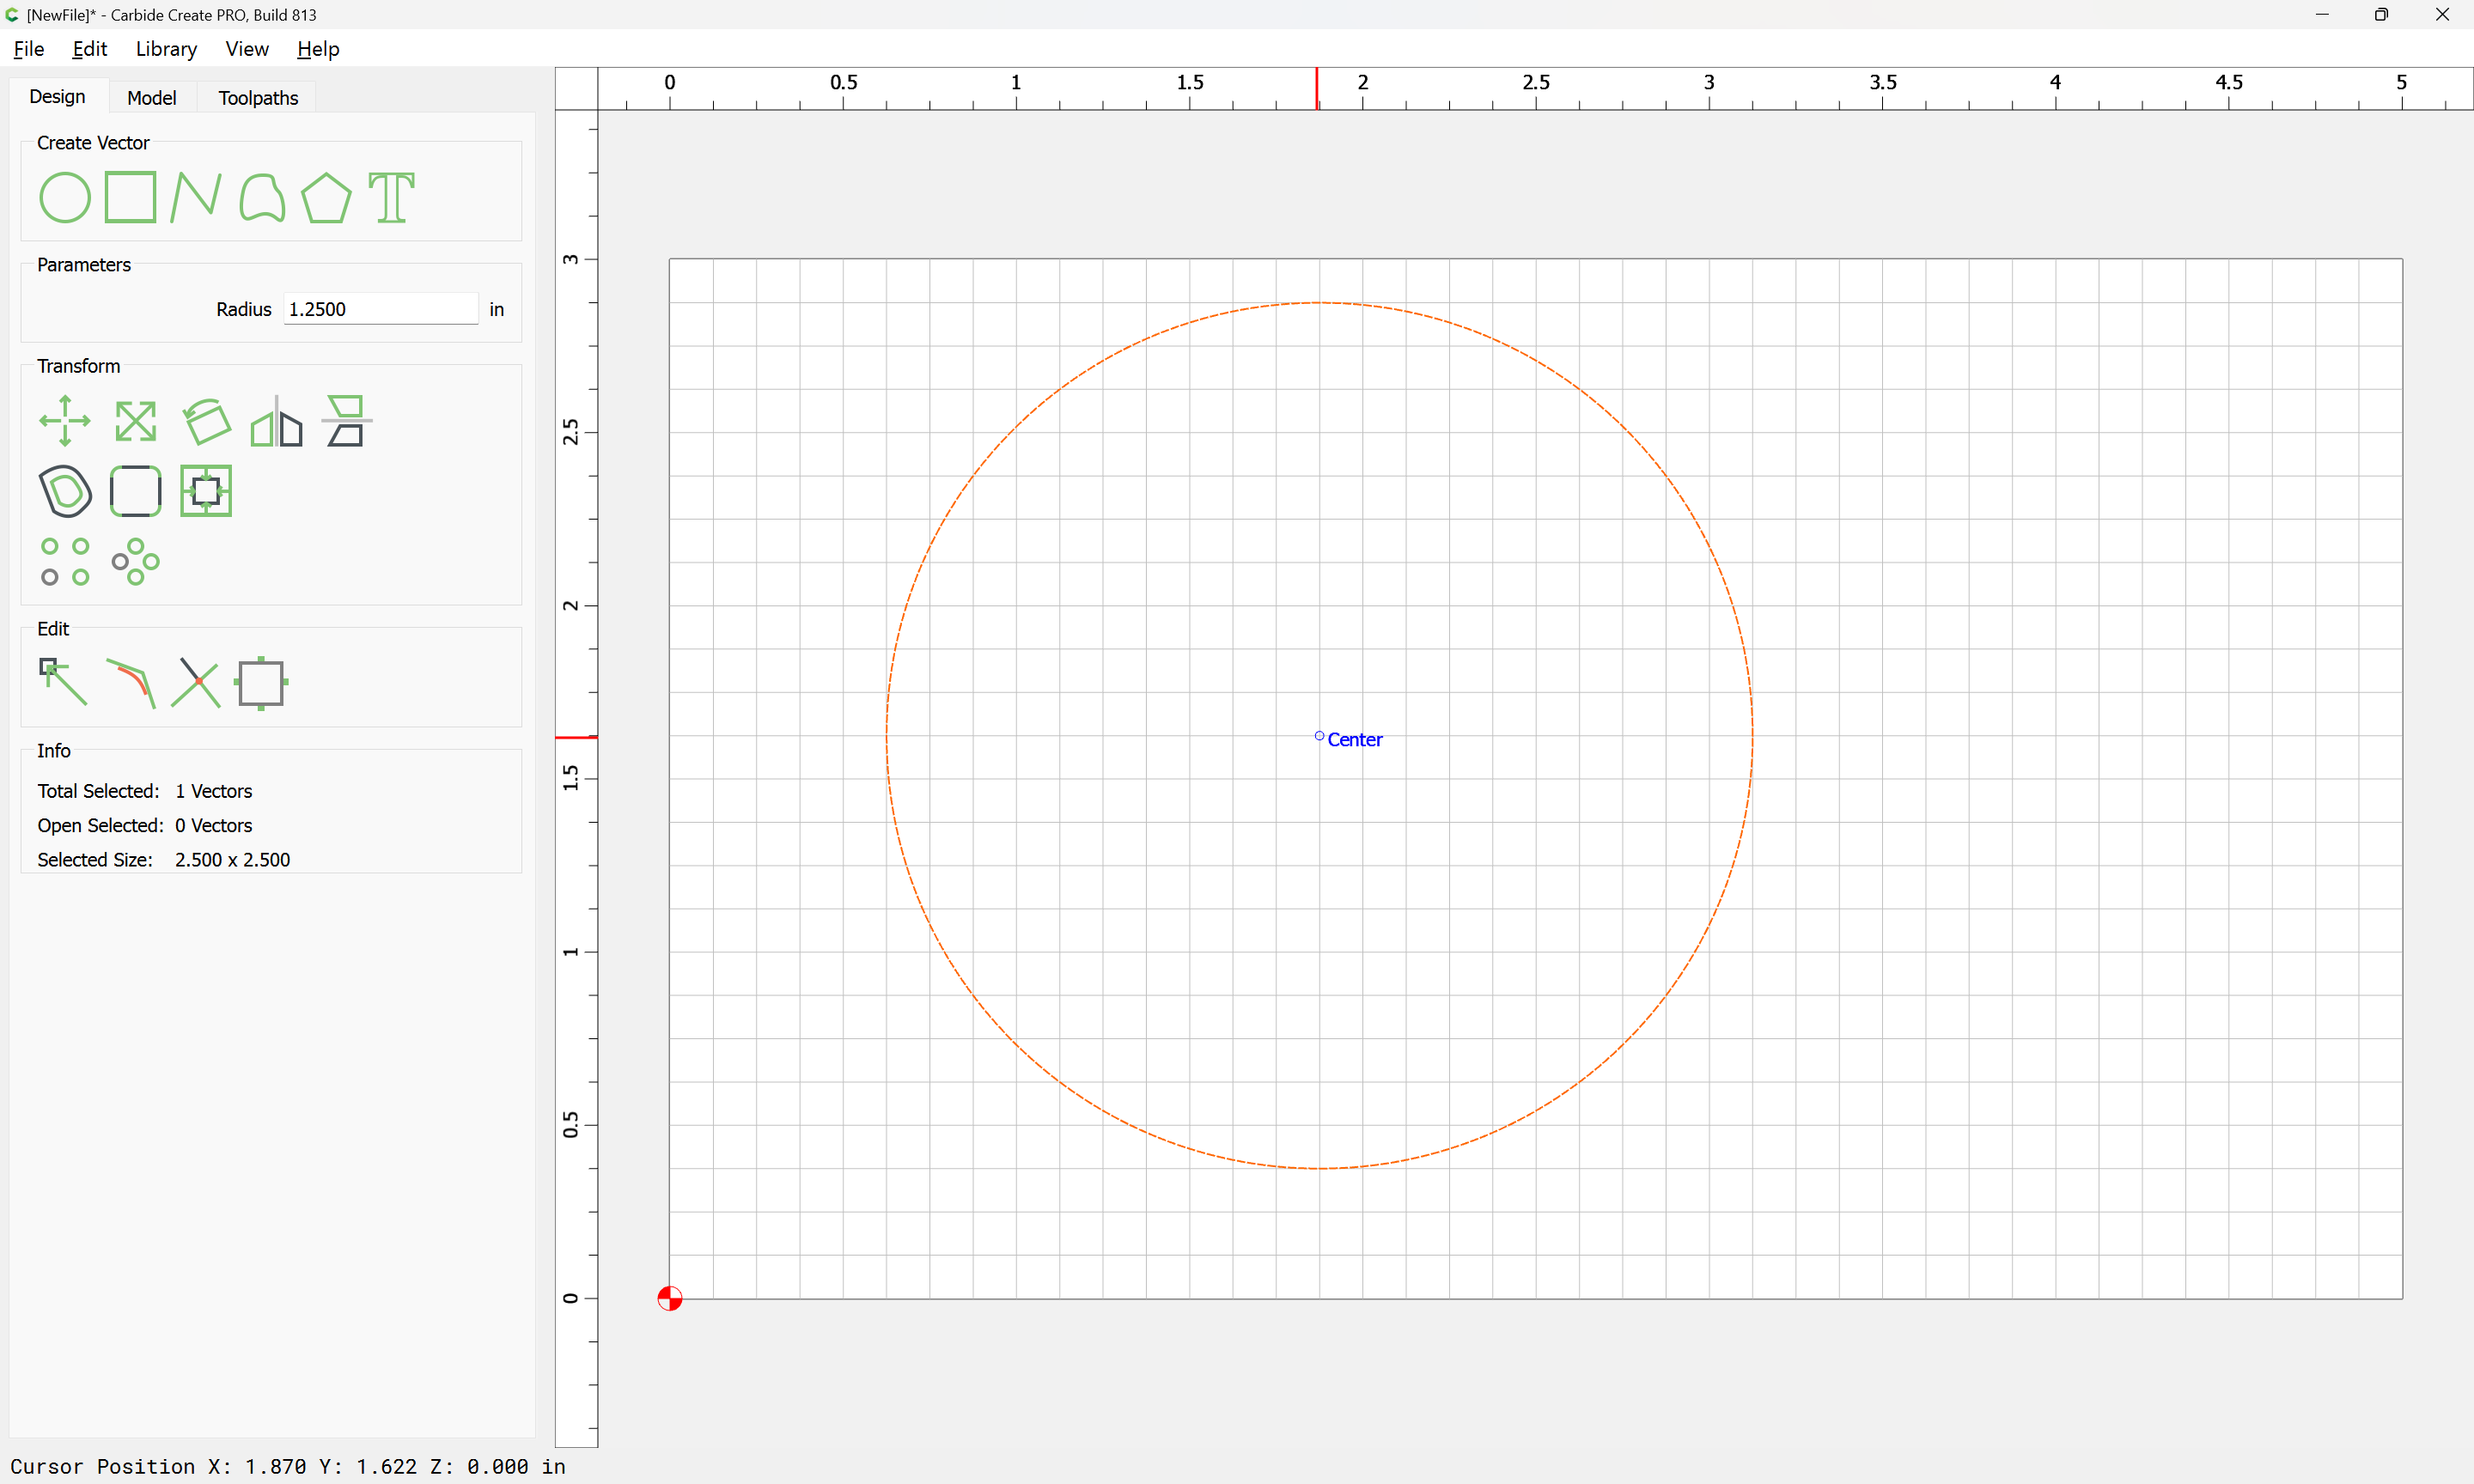 [NewFile]* - Carbide Create PRO, Build 813
File Edit Library View Help
Design Model Toolpaths
Create Vector
Parameters
Radius 1.2500 in
Transform
Edit
Info
Total Selected: 1 Vectors
Open Selected: 0 Vectors
Selected Size: 2.500 x 2.500
0 0.5 1 1.5 2 2.5 3 3.5 4 4.5 5
3
2.5
2
1.5
1
0.5
0
Center
Cursor Position X: 1.870 Y: 1.622 Z: 0.000 in